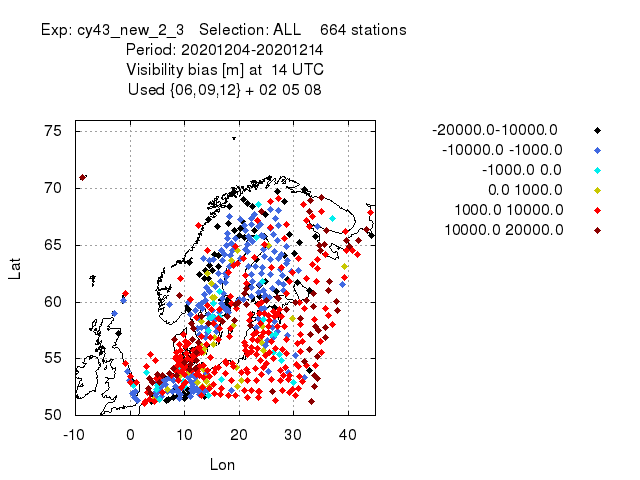 Exp: cy43_new_2_3   Selection: ALL    664 stations
Period: 20201204-20201214
Visibility bias [m] at  14 UTC
Used {06,09,12} + 02 05 08
-20000.0-10000.0
-10000.0 -1000.0
-1000.0 0.0
0.0 1000.0
1000.0 10000.0
10000.0 20000.0
75
70
65
60
55
50
Lat
-10 0 10 20 30 40
Lon